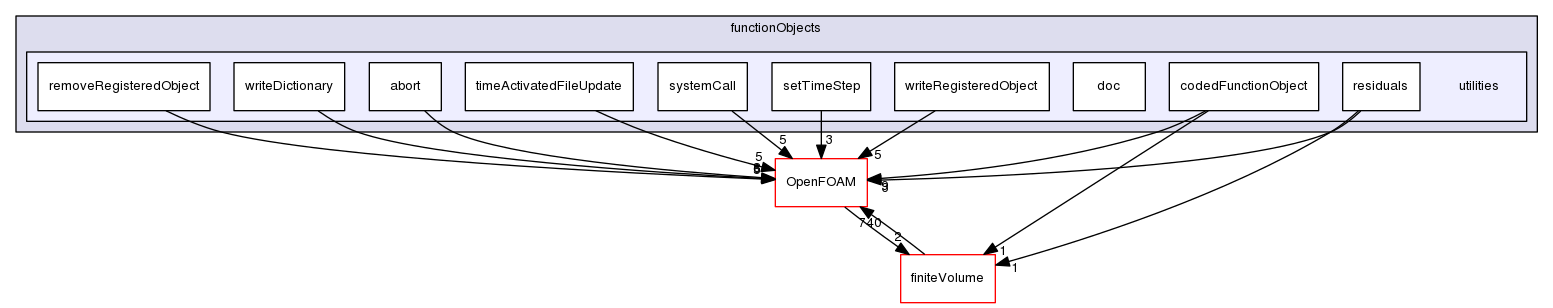 functionObjects
removeRegisteredObject
writeDictionary
abort
timeActivatedFileUpdate
systemCall
setTimeStep
writeRegisteredObject
doc
codedFunctionObject
residuals
utilities
5
3
5
5
OpenFOAM
740
2
1
1
finiteVolume